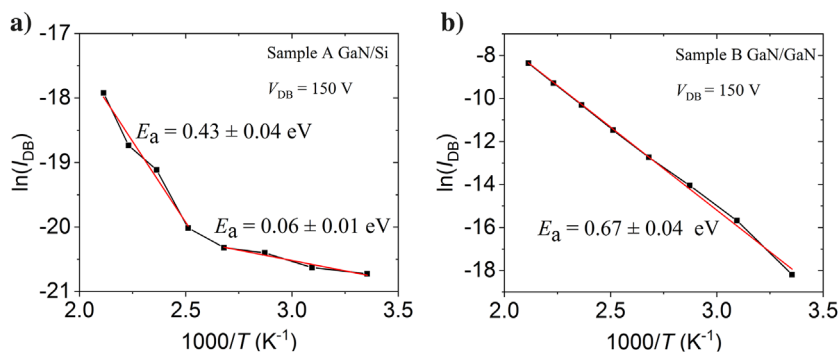 a)
Sample A GaN/Si
V_DB = 150 V
E_a = 0.43 ± 0.04 eV
E_a = 0.06 ± 0.01 eV
ln(I_DB)
-17
-18
-19
-20
-21
2.0 2.5 3.0 3.5
1000/T (K⁻¹)
b)
Sample B GaN/GaN
V_DB = 150 V
E_a = 0.67 ± 0.04 eV
ln(I_DB)
-8
-10
-12
-14
-16
-18
2.0 2.5 3.0 3.5
1000/T (K⁻¹)